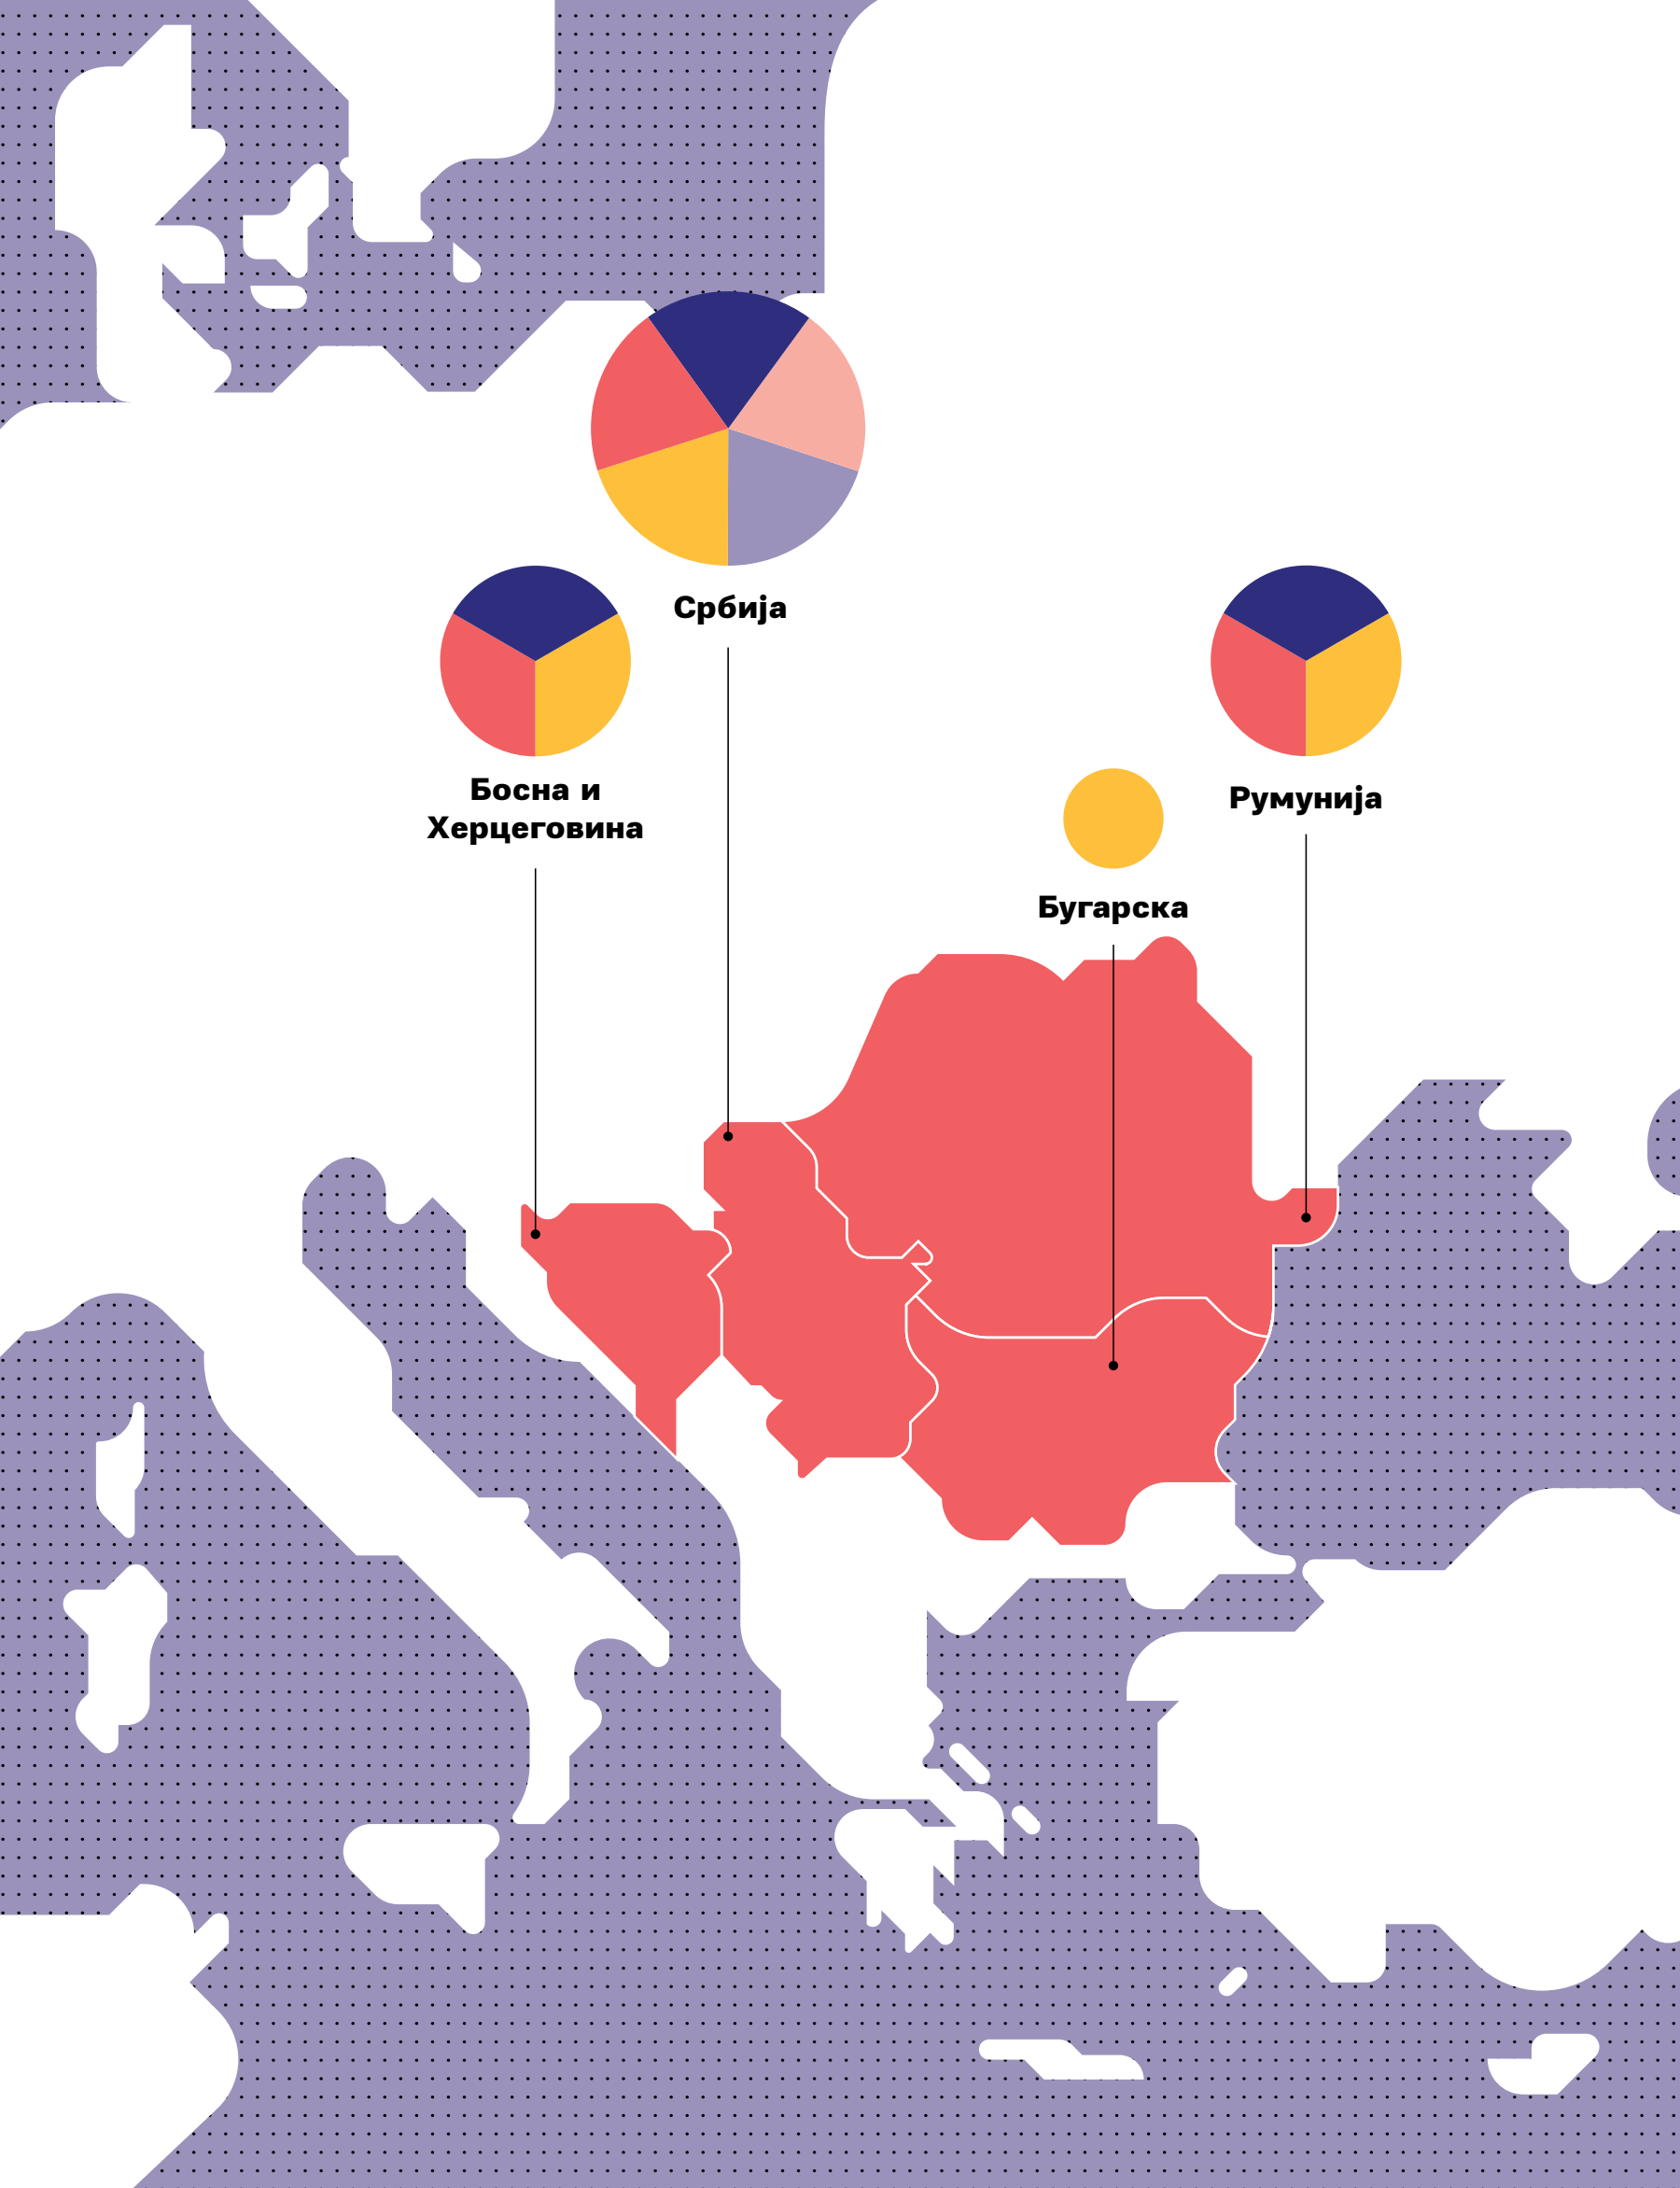 Србија
Босна и
Херцеговина
Румунија
Бугарска